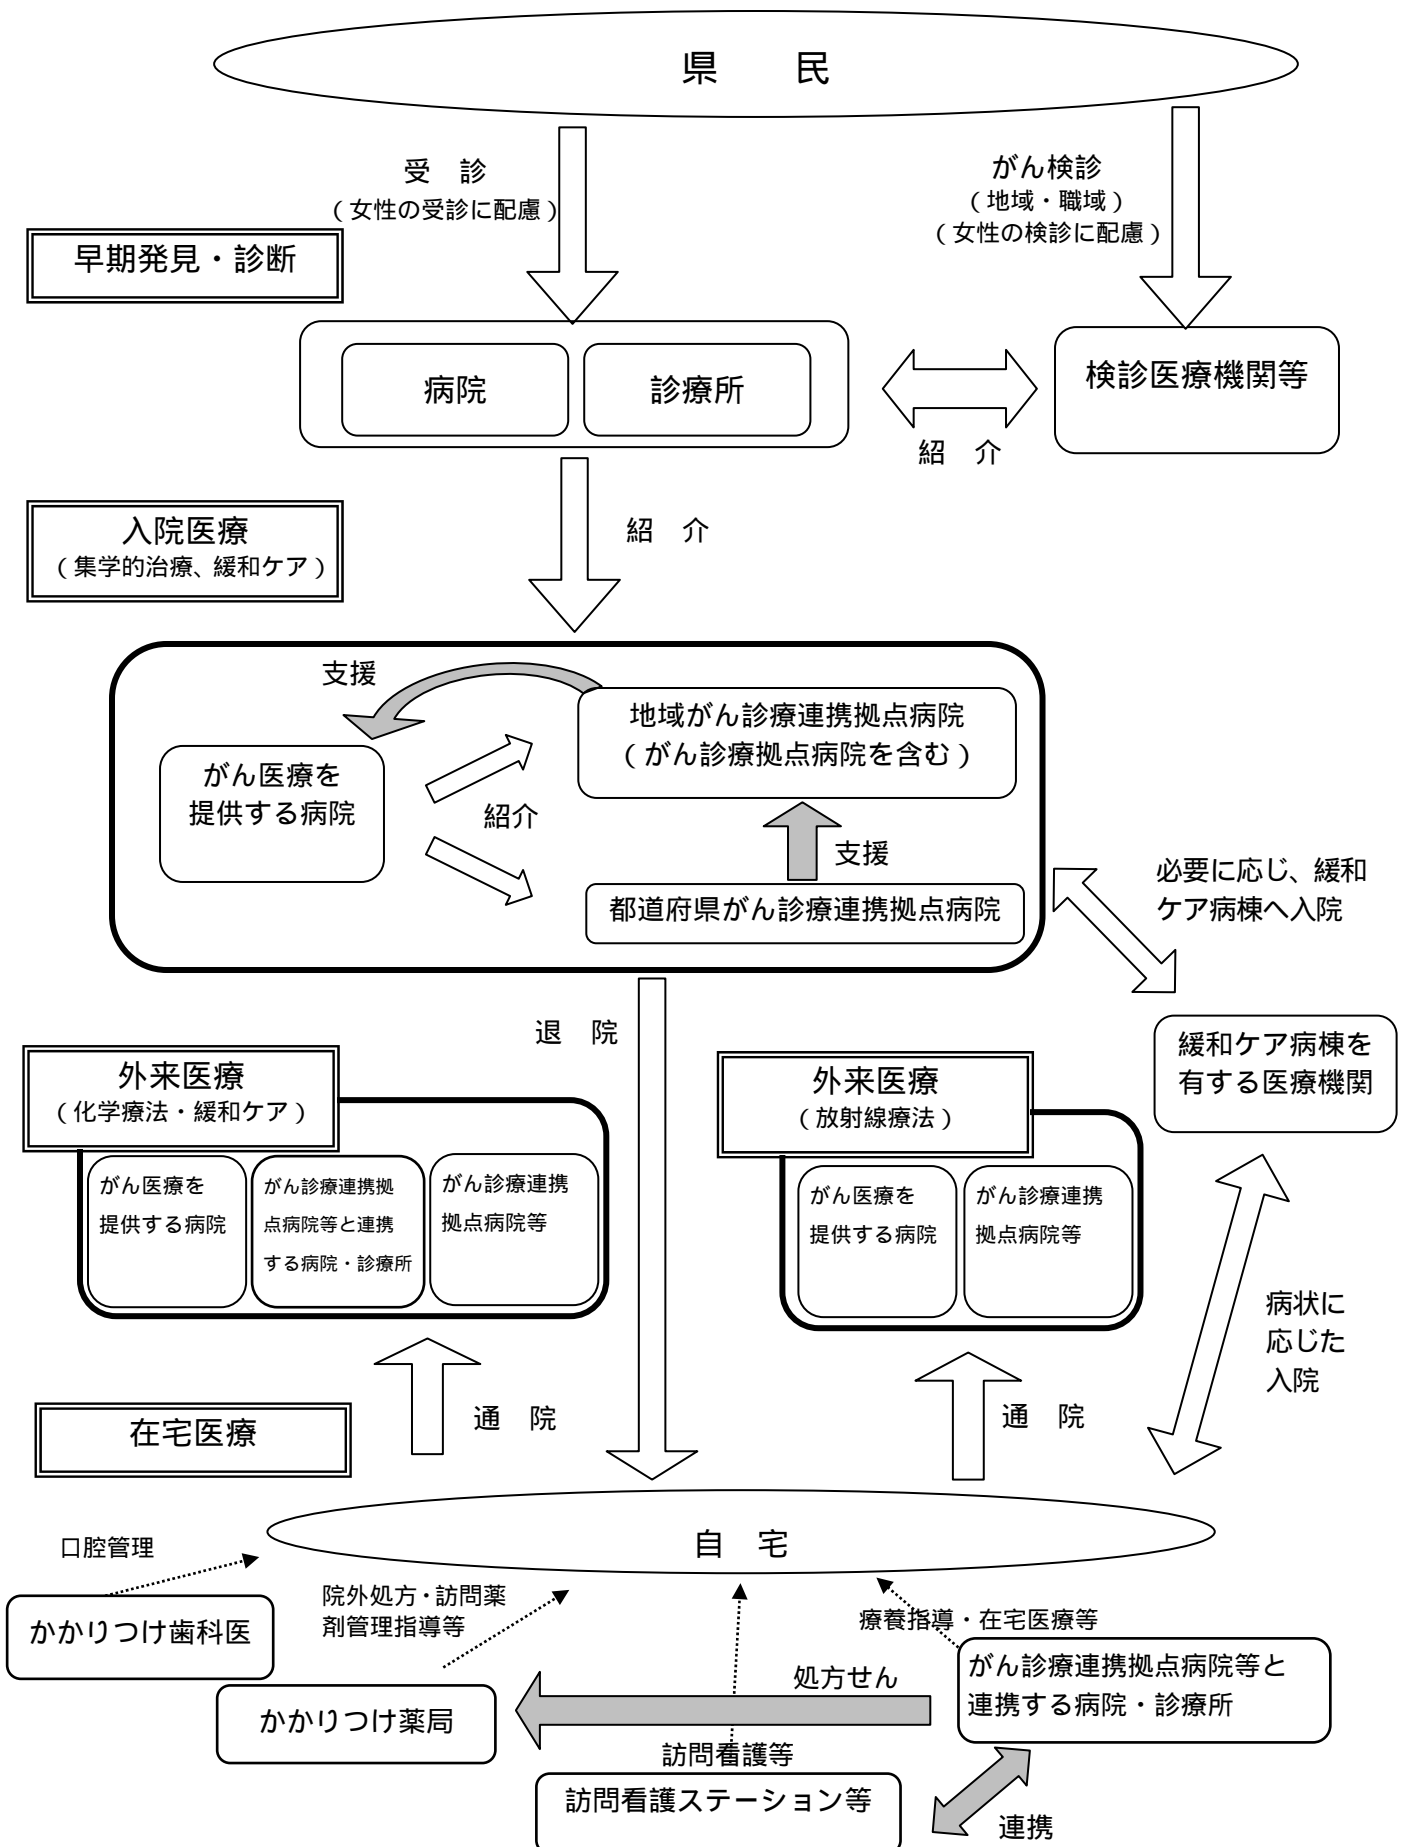 県　　民
受　診
（女性の受診に配慮）
がん検診
（地域・職域）
（女性の検診に配慮）
早期発見・診断
病院
診療所
検診医療機関等
紹　介
入院医療
（集学的治療、緩和ケア）
紹　介
支援
地域がん診療連携拠点病院
（がん診療拠点病院を含む）
がん医療を
提供する病院
紹介
支援
都道府県がん診療連携拠点病院
必要に応じ、緩和
ケア病棟へ入院
退　院
緩和ケア病棟を
有する医療機関
外来医療
（化学療法・緩和ケア）
がん医療を
提供する病院
がん診療連携拠
点病院等と連携
する病院・診療所
がん診療連携
拠点病院等
外来医療
（放射線療法）
がん医療を
提供する病院
がん診療連携
拠点病院等
病状に
応じた
入院
通　院
通　院
在宅医療
自　宅
口腔管理
かかりつけ歯科医
院外処方・訪問薬
剤管理指導等
かかりつけ薬局
療養指導・在宅医療等
がん診療連携拠点病院等と
連携する病院・診療所
処方せん
訪問看護等
訪問看護ステーション等
連携